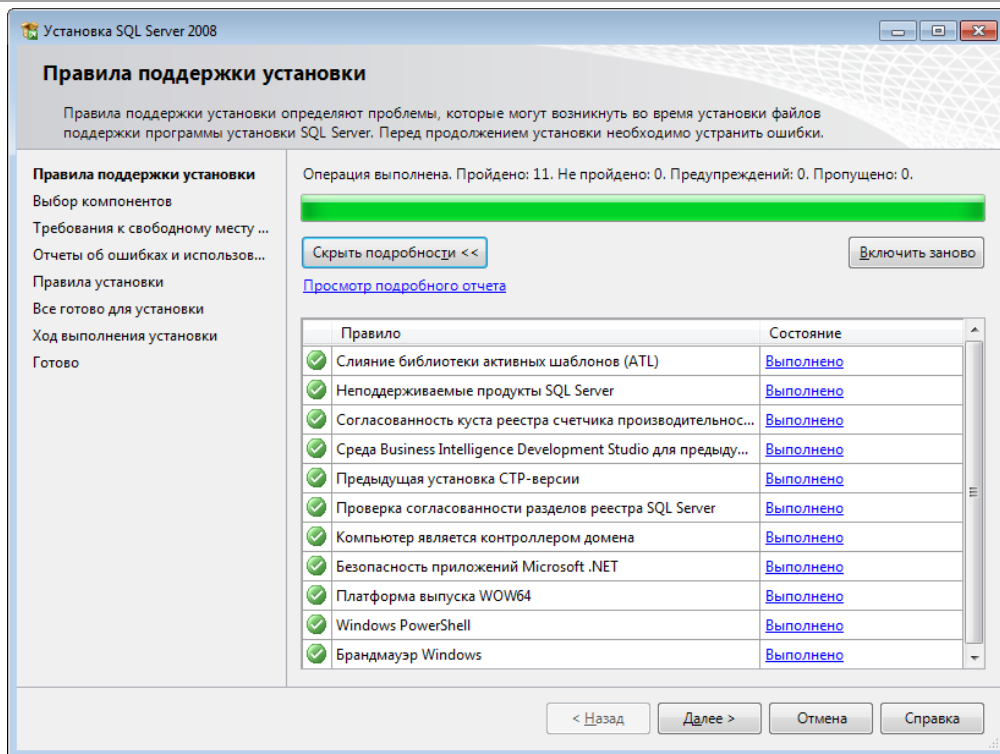 Установка SQL Server 2008
Правила поддержки установки
Правила поддержки установки определяют проблемы, которые могут возникнуть во время установки файлов
поддержки программы установки SQL Server. Перед продолжением установки необходимо устранить ошибки.
Правила поддержки установки
Выбор компонентов
Требования к свободному месту ...
Отчеты об ошибках и использов...
Правила установки
Все готово для установки
Ход выполнения установки
Готово
Операция выполнена. Пройдено: 11. Не пройдено: 0. Предупреждений: 0. Пропущено: 0.
Скрыть подробности <<
Включить заново
Просмотр подробного отчета
Правило Состояние
Слияние библиотеки активных шаблонов (ATL) Выполнено
Неподдерживаемые продукты SQL Server Выполнено
Согласованность куста реестра счетчика производительнос... Выполнено
Среда Business Intelligence Development Studio для предыду... Выполнено
Предыдущая установка CTP-версии Выполнено
Проверка согласованности разделов реестра SQL Server Выполнено
Компьютер является контроллером домена Выполнено
Безопасность приложений Microsoft .NET Выполнено
Платформа выпуска WOW64 Выполнено
Windows PowerShell Выполнено
Брандмауэр Windows Выполнено
< Назад Далее > Отмена Справка